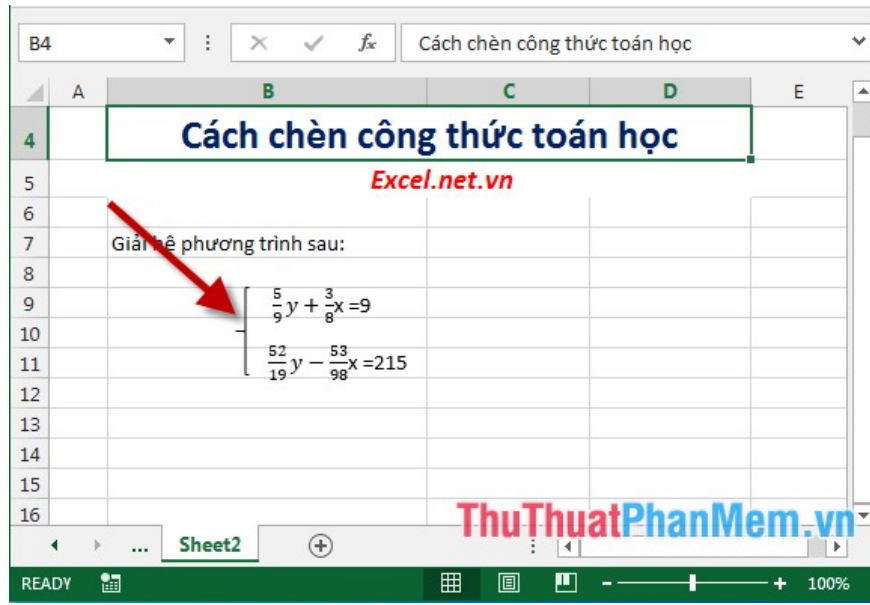 B4 fx Cách chèn công thức toán học
A B C D E
4 Cách chèn công thức toán học
5 Excel.net.vn
6
7 Giải hệ phương trình sau:
8
9 5/9 y + 3/8 x =9
10
11 52/19 y − 53/98 x =215
12
13
14
15
16
ThuThuatPhanMem.vn
... Sheet2
READY 100%